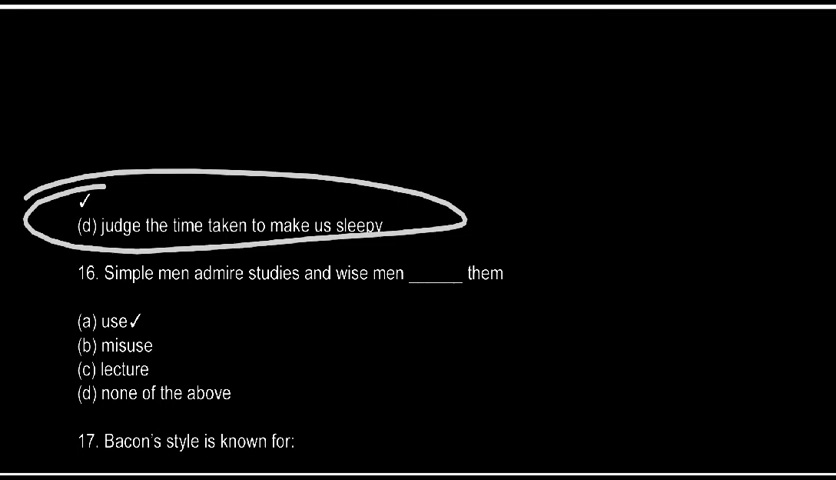 ✓
(d) judge the time taken to make us sleepy
16. Simple men admire studies and wise men ______ them
(a) use✓
(b) misuse
(c) lecture
(d) none of the above
17. Bacon's style is known for: